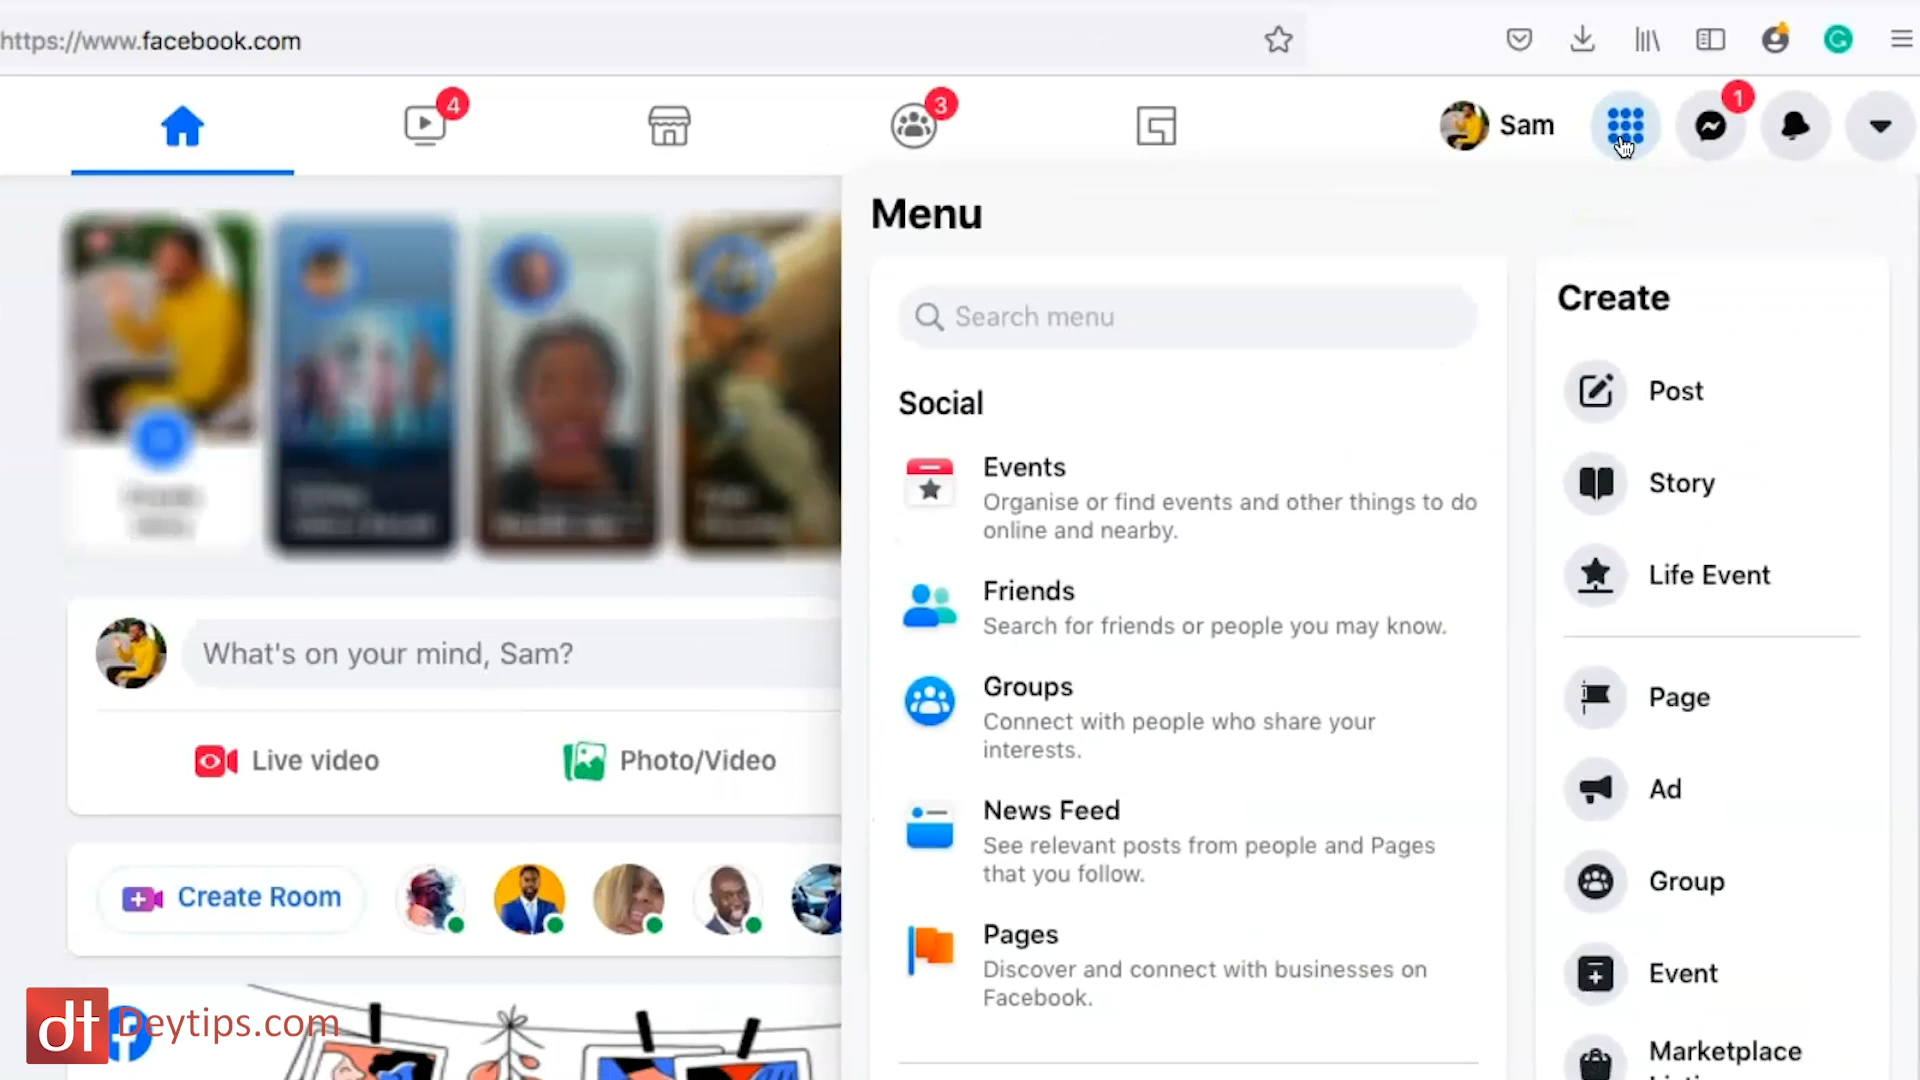 https://www.facebook.com
4
3
Sam
1
Menu
Search menu
Social
Events
Organise or find events and other things to do
online and nearby.
Friends
Search for friends or people you may know.
Groups
Connect with people who share your
interests.
News Feed
See relevant posts from people and Pages
that you follow.
Pages
Discover and connect with businesses on
Facebook.
Create
Post
Story
Life Event
Page
Ad
Group
Event
Marketplace
What's on your mind, Sam?
Live video
Photo/Video
Create Room
dt Deytips.com